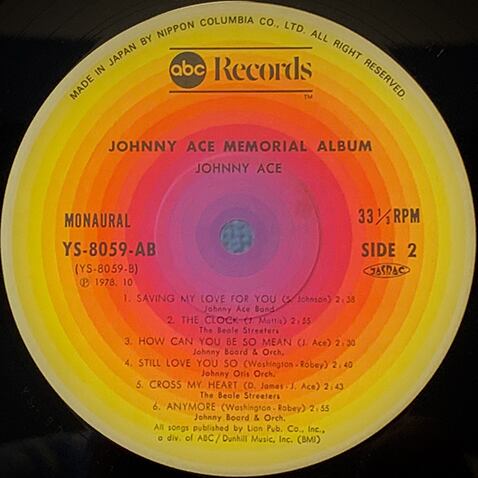 MADE IN JAPAN BY NIPPON COLUMBIA CO., LTD. ALL RIGHT RESERVED.
abc Records
TM
JOHNNY ACE MEMORIAL ALBUM
JOHNNY ACE
MONAURAL
33 1/3 RPM
YS-8059-AB
SIDE 2
(YS-8059-B)
JASRAC
Ⓟ 1978. 10
1. SAVING MY LOVE FOR YOU (S. Johnson) 2:38
Johnny Ace Band
2. THE CLOCK (J. Mattis) 2:55
The Beale Streeters
3. HOW CAN YOU BE SO MEAN (J. Ace) 2:30
Johnny Board & Orch.
4. STILL LOVE YOU SO (Washington-Robey) 2:40
Johnny Otis Orch.
5. CROSS MY HEART (D. James-J. Ace) 2:43
The Beale Streeters
6. ANYMORE (Washington-Robey) 2:55
Johnny Board & Orch.
All songs published by Lion Pub. Co., Inc.,
a div. of ABC/Dunhill Music, Inc. (BMI)